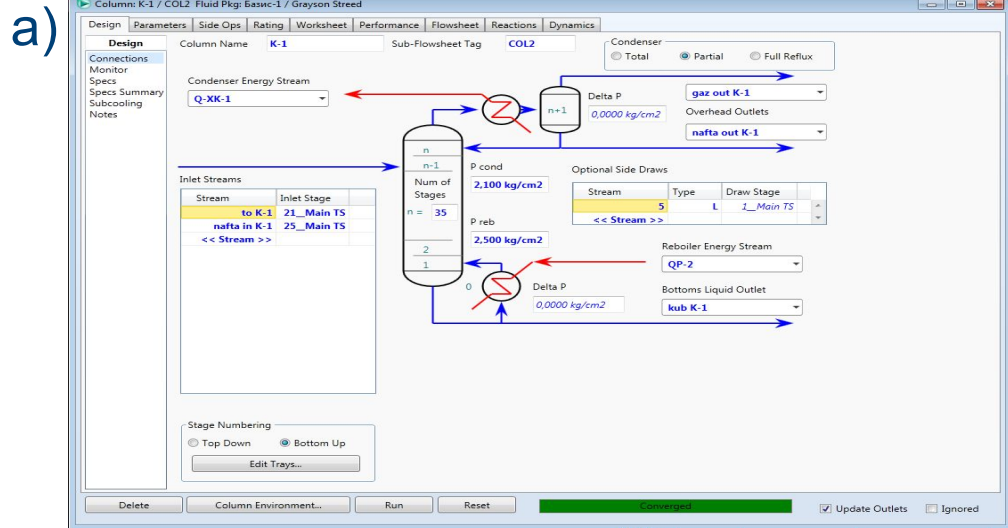 a)
Column: K-1 / COL2 Fluid Pkg: Базис-1 / Grayson Streed
Design Parameters Side Ops Rating Worksheet Performance Flowsheet Reactions Dynamics
Design
Connections
Monitor
Specs
Specs Summary
Subcooling
Notes
Column Name K-1 Sub-Flowsheet Tag COL2
Condenser
Total Partial Full Reflux
Condenser Energy Stream
Q-XK-1
n+1
Delta P
0,0000 kg/cm2
gaz out K-1
Overhead Outlets
nafta out K-1
Inlet Streams
Stream Inlet Stage
to K-1 21__Main TS
nafta in K-1 25__Main TS
<< Stream >>
n
n-1
Num of
Stages
n = 35
2
1
P cond
2,100 kg/cm2
P reb
2,500 kg/cm2
Optional Side Draws
Stream Type Draw Stage
5 L 1__Main TS
<< Stream >>
Reboiler Energy Stream
QP-2
0
Delta P
0,0000 kg/cm2
Bottoms Liquid Outlet
kub K-1
Stage Numbering
Top Down Bottom Up
Edit Trays...
Delete Column Environment... Run Reset Converged Update Outlets Ignored